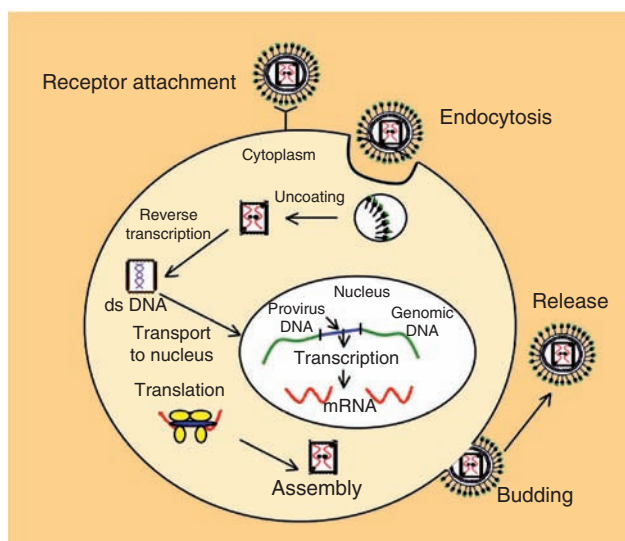 Receptor attachment
Endocytosis
Cytoplasm
Uncoating
Reverse
transcription
ds DNA
Transport
to nucleus
Nucleus
Provirus
DNA
Genomic
DNA
Transcription
mRNA
Release
Translation
Assembly
Budding